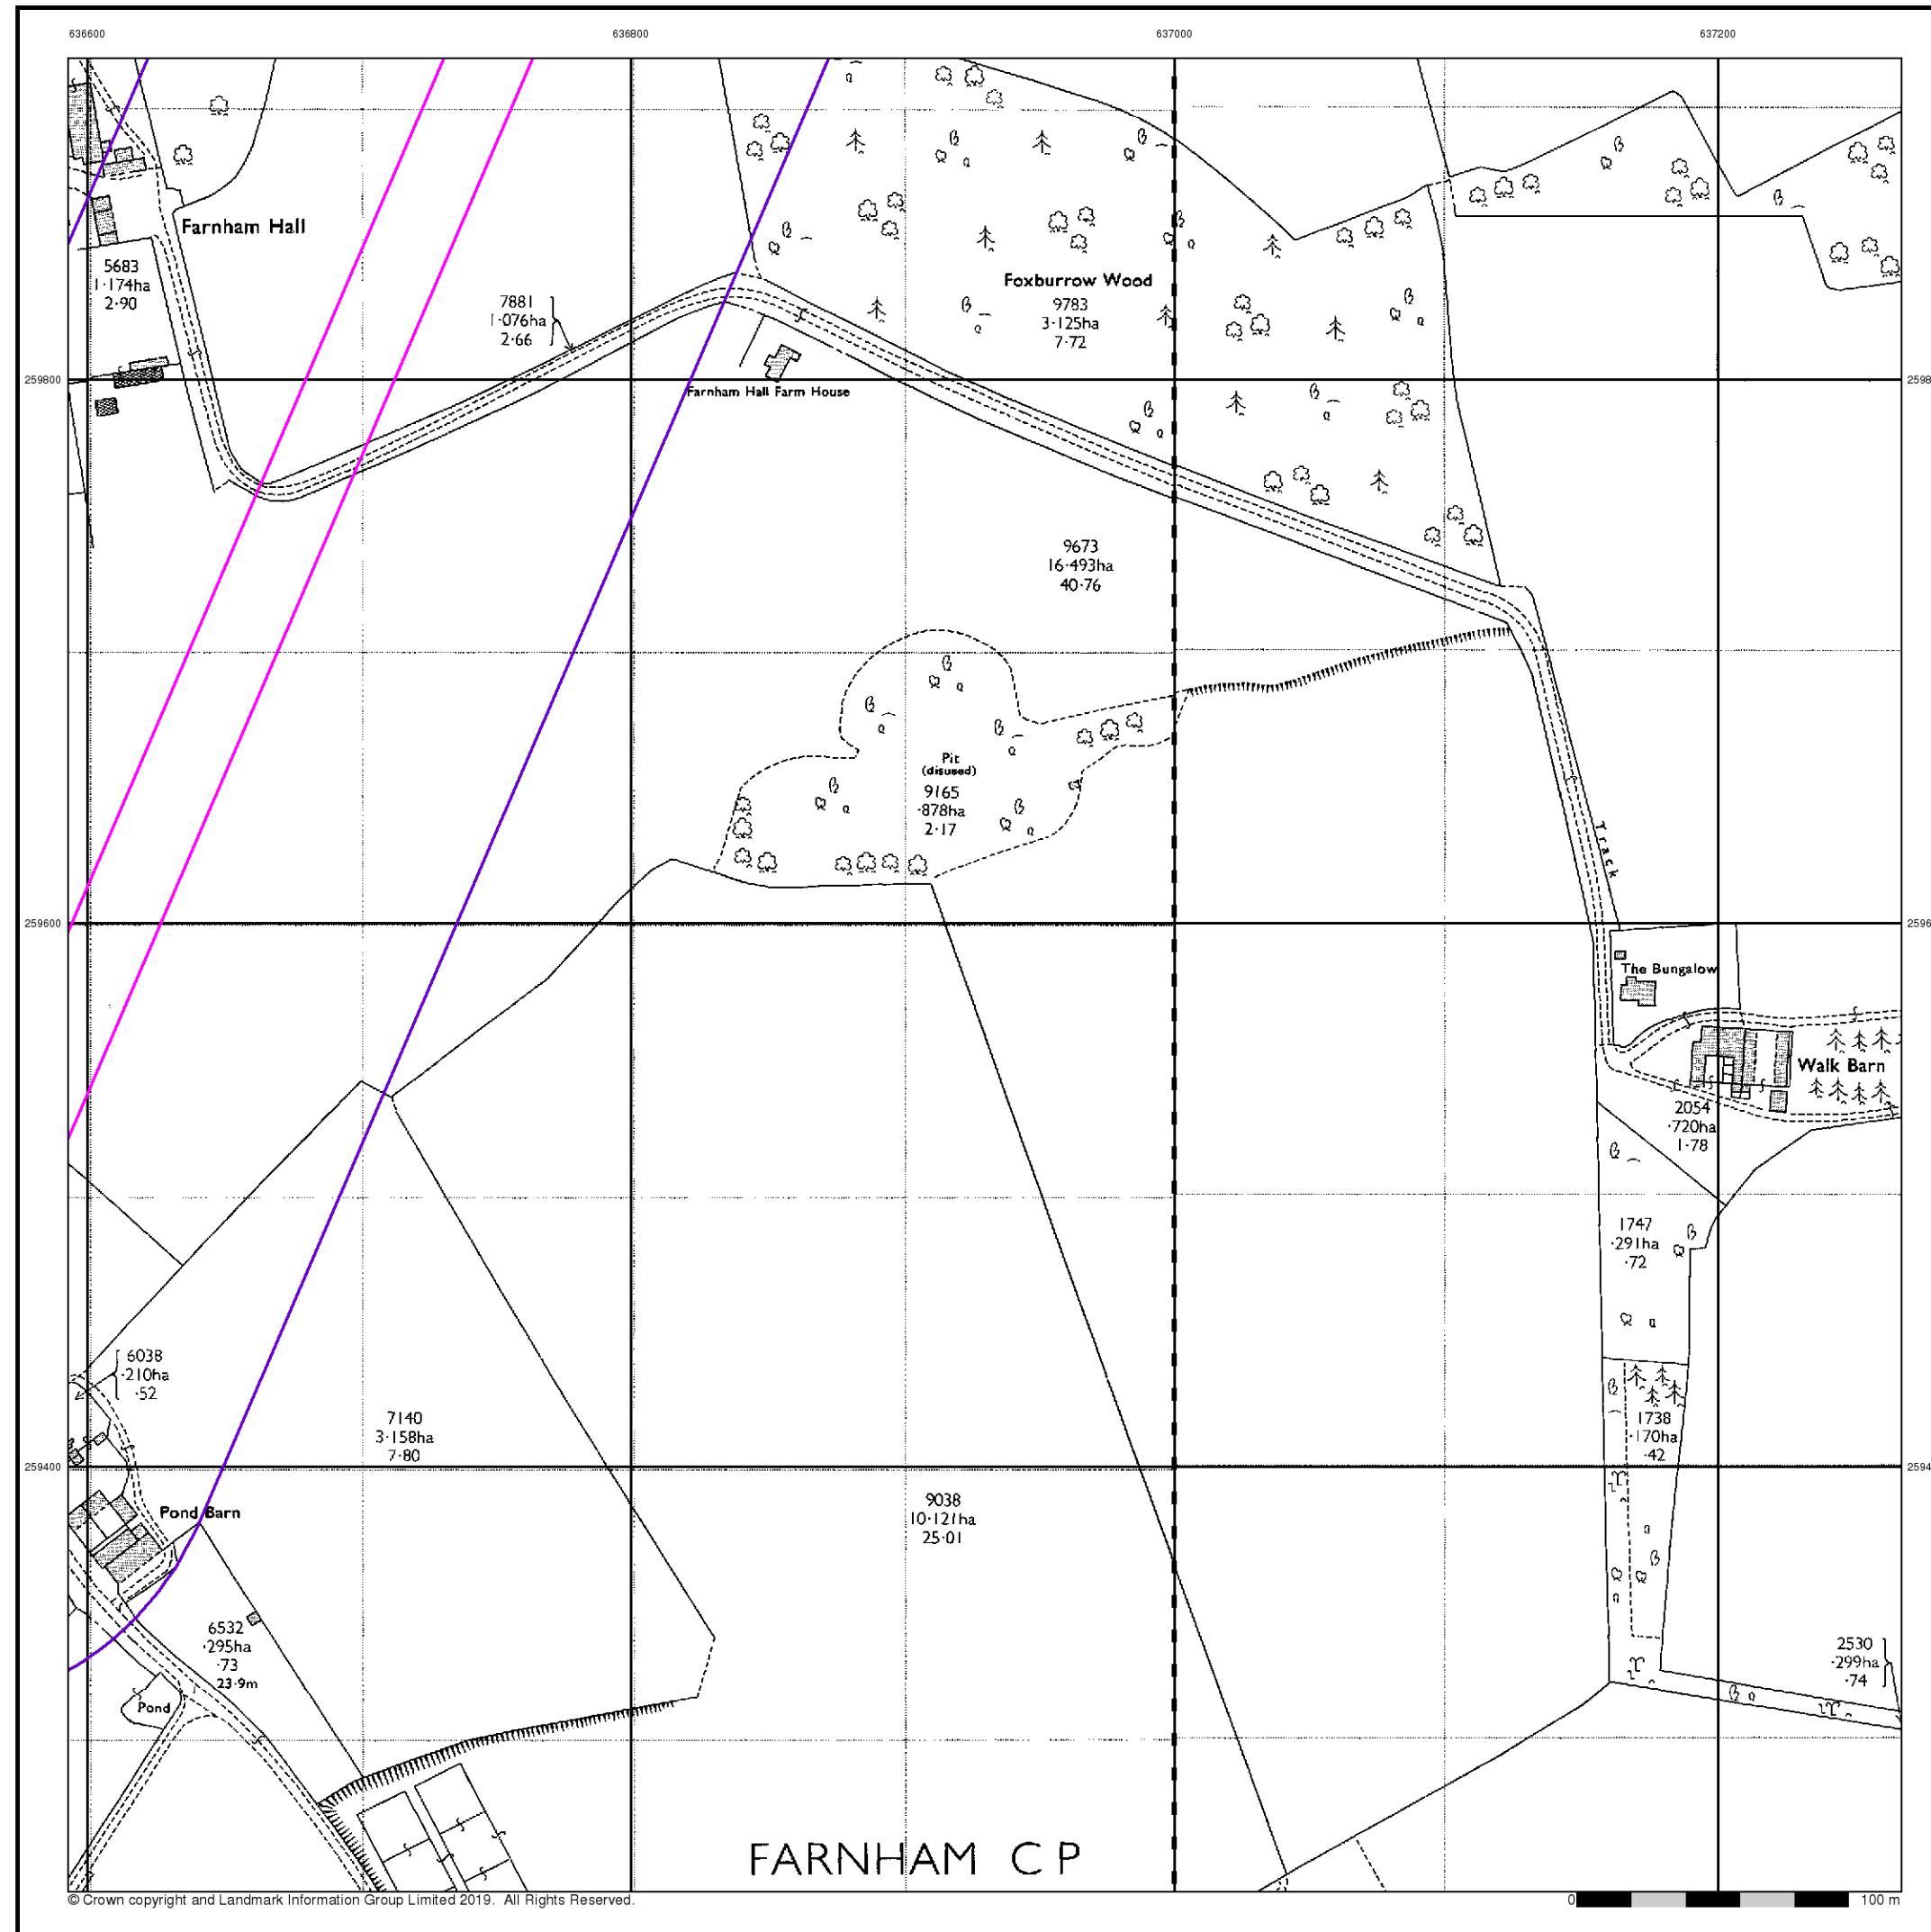 636600
636800
637000
637200
Farnham Hall
5683
1·174ha
2·90
7881
1·076ha
2·66
Foxburrow Wood
9783
3·125ha
7·72
259800
2598
Farnham Hall Farm House
9673
16·493ha
40·76
Pit
(disused)
9165
·878ha
2·17
Track
259600
2596
The Bungalow
Walk Barn
2054
·720ha
1·78
1747
·291ha
·72
6038
·210ha
·52
7140
3·158ha
7·80
1738
·170ha
·42
259400
2594
Pond Barn
9038
10·121ha
25·01
6532
·295ha
·73
23·9m
2530
·299ha
·74
Pond
FARNHAM CP
© Crown copyright and Landmark Information Group Limited 2019. All Rights Reserved.
0
100 m